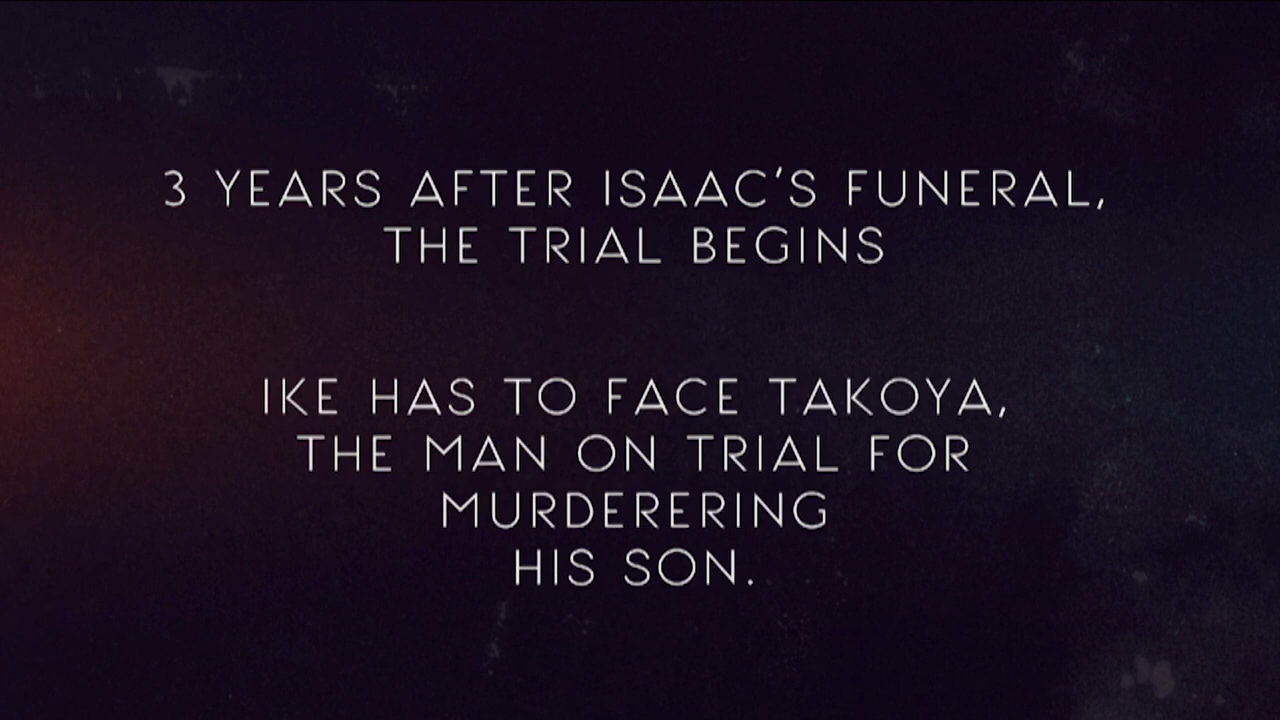 3 YEARS AFTER ISAAC'S FUNERAL,
THE TRIAL BEGINS
IKE HAS TO FACE TAKOYA,
THE MAN ON TRIAL FOR
MURDERERING
HIS SON.